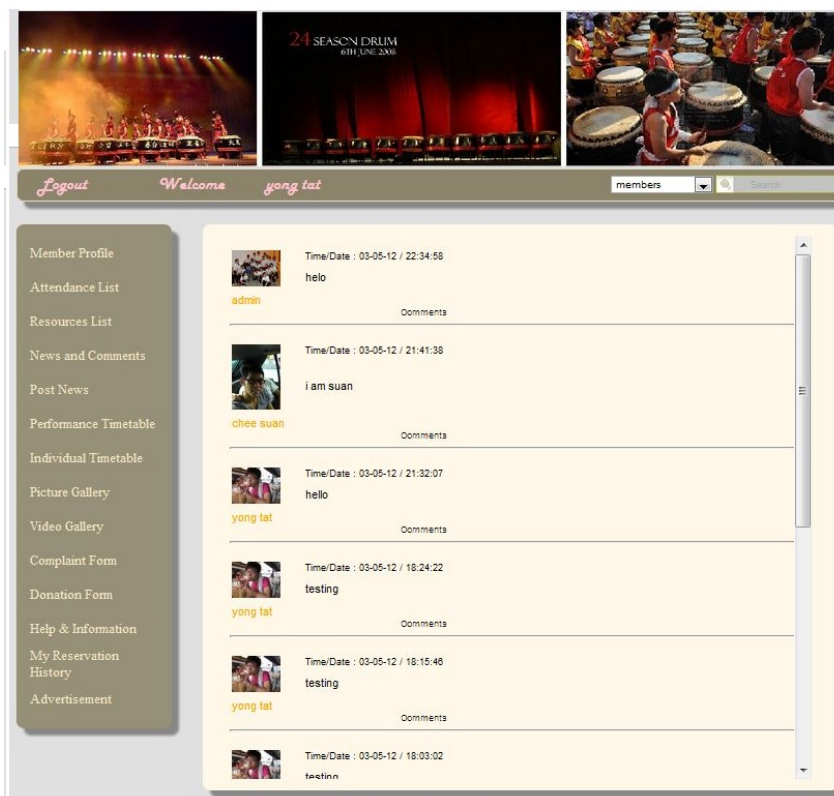 24 SEASON DRUM
6TH JUNE 2008
Logout
Welcome
yong tat
members
Search
Member Profile
Attendance List
Resources List
News and Comments
Post News
Performance Timetable
Individual Timetable
Picture Gallery
Video Gallery
Complaint Form
Donation Form
Help & Information
My Reservation
History
Advertisement
Time/Date : 03-05-12 / 22:34:58
helo
admin
Comments
Time/Date : 03-05-12 / 21:41:38
i am suan
chee suan
Comments
Time/Date : 03-05-12 / 21:32:07
hello
yong tat
Comments
Time/Date : 03-05-12 / 18:24:22
testing
yong tat
Comments
Time/Date : 03-05-12 / 18:15:46
testing
yong tat
Comments
Time/Date : 03-05-12 / 18:03:02
testing